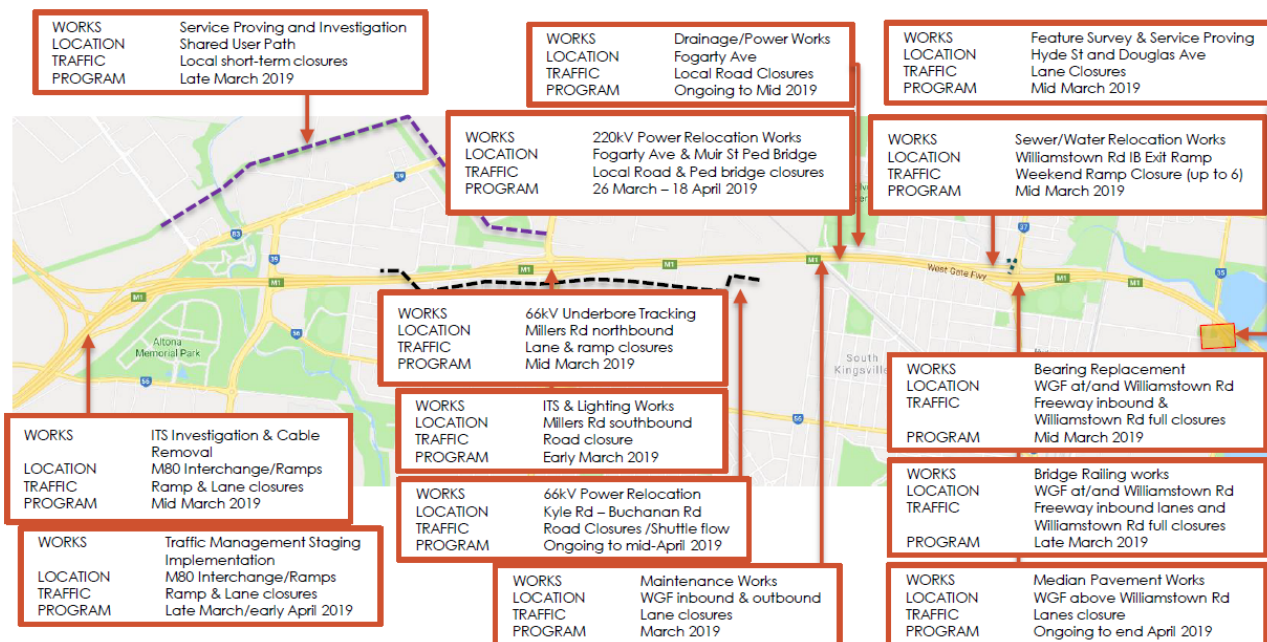 WORKS Service Proving and Investigation
LOCATION Shared User Path
TRAFFIC Local short-term closures
PROGRAM Late March 2019
WORKS Drainage/Power Works
LOCATION Fogarty Ave
TRAFFIC Local Road Closures
PROGRAM Ongoing to Mid 2019
WORKS Feature Survey & Service Proving
LOCATION Hyde St and Douglas Ave
TRAFFIC Lane Closures
PROGRAM Mid March 2019
WORKS 220kV Power Relocation Works
LOCATION Fogarty Ave & Muir St Ped Bridge
TRAFFIC Local Road & Ped bridge closures
PROGRAM 26 March – 18 April 2019
WORKS Sewer/Water Relocation Works
LOCATION Williamstown Rd IB Exit Ramp
TRAFFIC Weekend Ramp Closure (up to 6)
PROGRAM Mid March 2019
39
83
37
35
35
M1
M1
M1
M1
M1
M1
M1
West Gate Fwy
Altona
Memorial Park
56
56
South
Kingsville
WORKS 66kV Underbore Tracking
LOCATION Millers Rd northbound
TRAFFIC Lane & ramp closures
PROGRAM Mid March 2019
WORKS ITS & Lighting Works
LOCATION Millers Rd southbound
TRAFFIC Road closure
PROGRAM Early March 2019
WORKS 66kV Power Relocation
LOCATION Kyle Rd – Buchanan Rd
TRAFFIC Road Closures /Shuttle flow
PROGRAM Ongoing to mid-April 2019
WORKS Maintenance Works
LOCATION WGF inbound & outbound
TRAFFIC Lane closures
PROGRAM March 2019
WORKS ITS Investigation & Cable
Removal
LOCATION M80 Interchange/Ramps
TRAFFIC Ramp & Lane closures
PROGRAM Mid March 2019
WORKS Traffic Management Staging
Implementation
LOCATION M80 Interchange/Ramps
TRAFFIC Ramp & Lane closures
PROGRAM Late March/early April 2019
WORKS Bearing Replacement
LOCATION WGF at/and Williamstown Rd
TRAFFIC Freeway inbound &
Williamstown Rd full closures
PROGRAM Mid March 2019
WORKS Bridge Railing works
LOCATION WGF at/and Williamstown Rd
TRAFFIC Freeway inbound lanes and
Williamstown Rd full closures
PROGRAM Late March 2019
WORKS Median Pavement Works
LOCATION WGF above Williamstown Rd
TRAFFIC Lanes closure
PROGRAM Ongoing to end April 2019